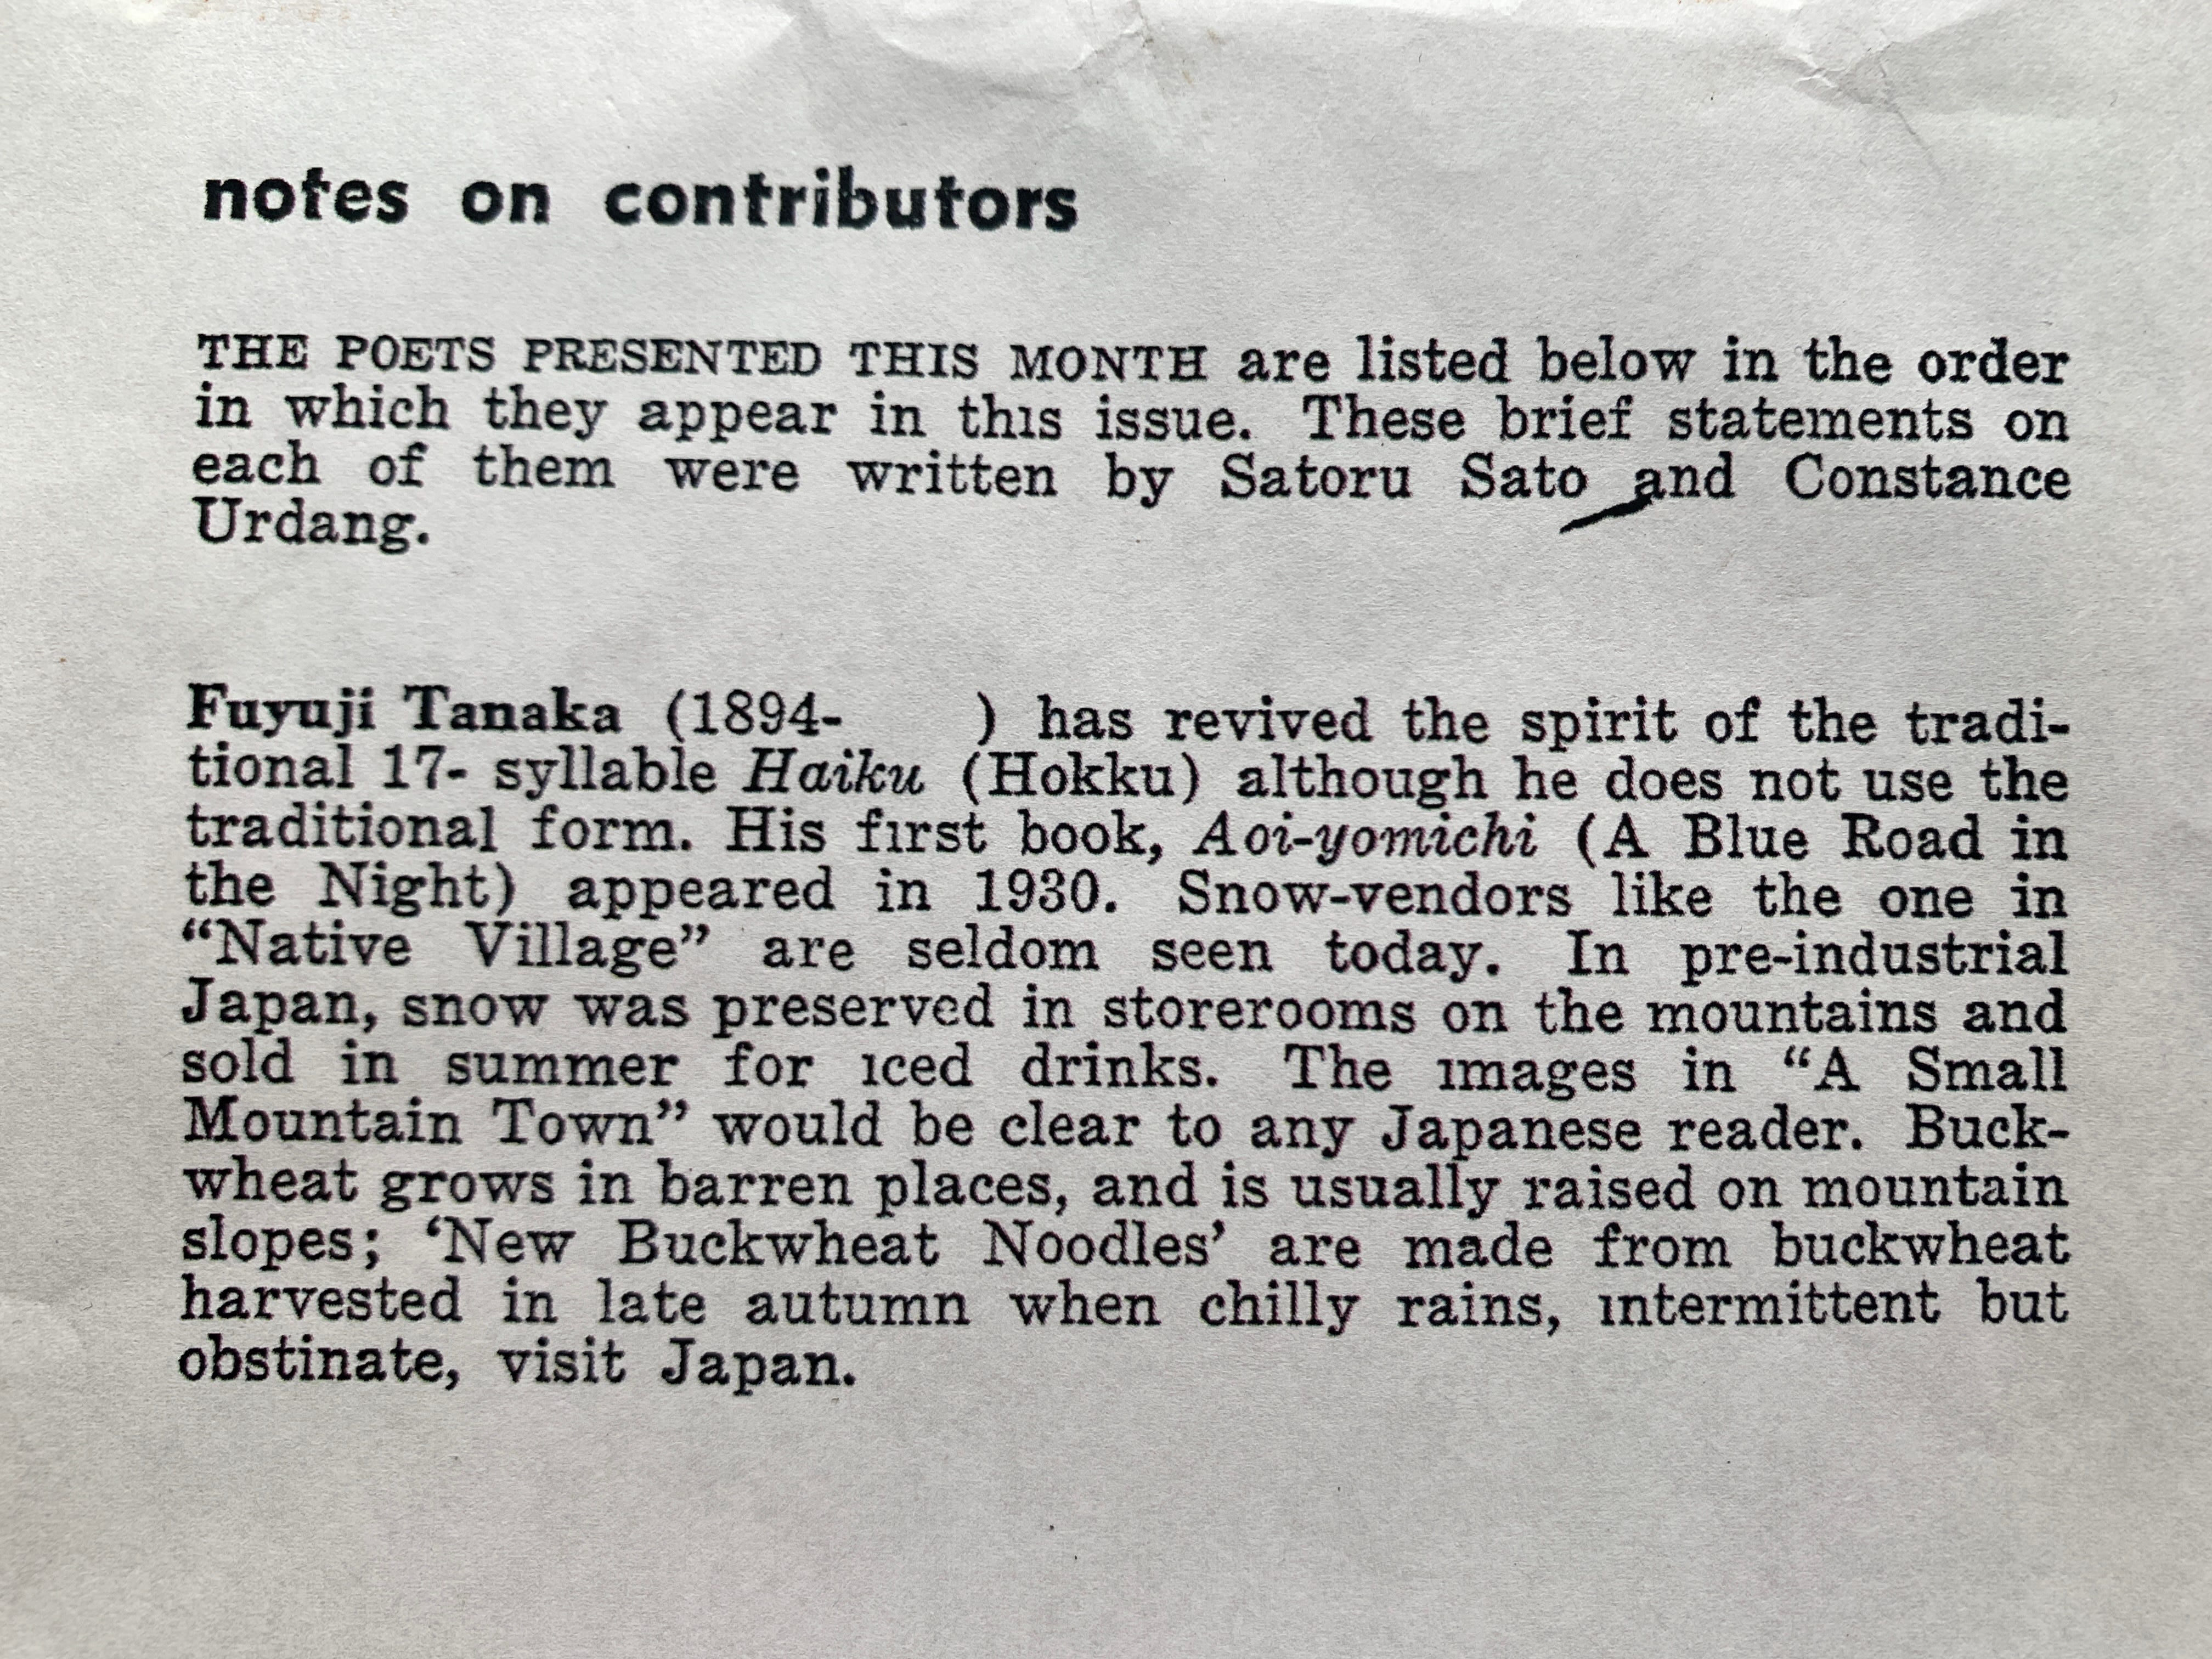 notes on contributors
THE POETS PRESENTED THIS MONTH are listed below in the order
in which they appear in this issue. These brief statements on
each of them were written by Satoru Sato and Constance
Urdang.
Fuyuji Tanaka (1894- ) has revived the spirit of the tradi-
tional 17- syllable Haiku (Hokku) although he does not use the
traditional form. His first book, Aoi-yomichi (A Blue Road in
the Night) appeared in 1930. Snow-vendors like the one in
“Native Village” are seldom seen today. In pre-industrial
Japan, snow was preserved in storerooms on the mountains and
sold in summer for iced drinks. The images in “A Small
Mountain Town” would be clear to any Japanese reader. Buck-
wheat grows in barren places, and is usually raised on mountain
slopes; ‘New Buckwheat Noodles’ are made from buckwheat
harvested in late autumn when chilly rains, intermittent but
obstinate, visit Japan.